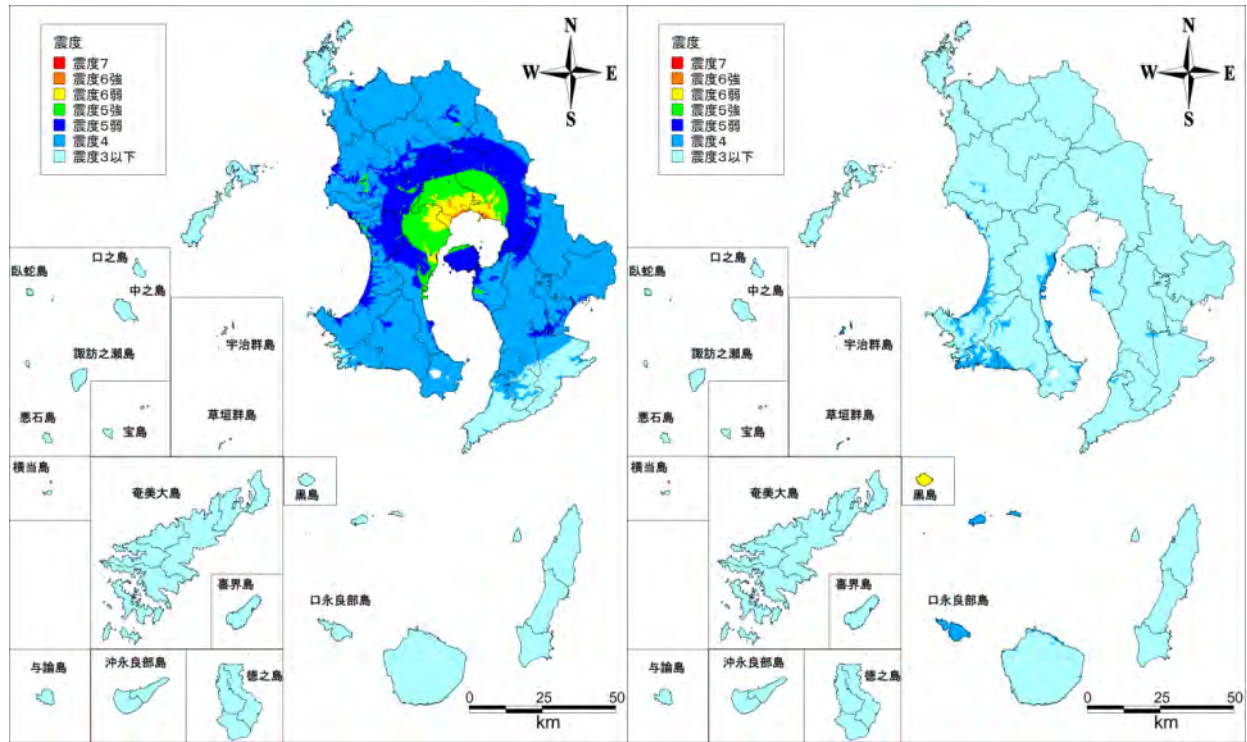 震度
震度7
震度6強
震度6弱
震度5強
震度5弱
震度4
震度3以下
N
W E
S
口之島
臥蛇島
中之島
宇治群島
諏訪之瀬島
草垣群島
悪石島
宝島
横当島
奄美大島
黒島
喜界島
口永良部島
与論島
沖永良部島
徳之島
0 25 50
km
震度
震度7
震度6強
震度6弱
震度5強
震度5弱
震度4
震度3以下
N
W E
S
口之島
臥蛇島
中之島
宇治群島
諏訪之瀬島
草垣群島
悪石島
宝島
横当島
奄美大島
黒島
喜界島
口永良部島
与論島
沖永良部島
徳之島
0 25 50
km